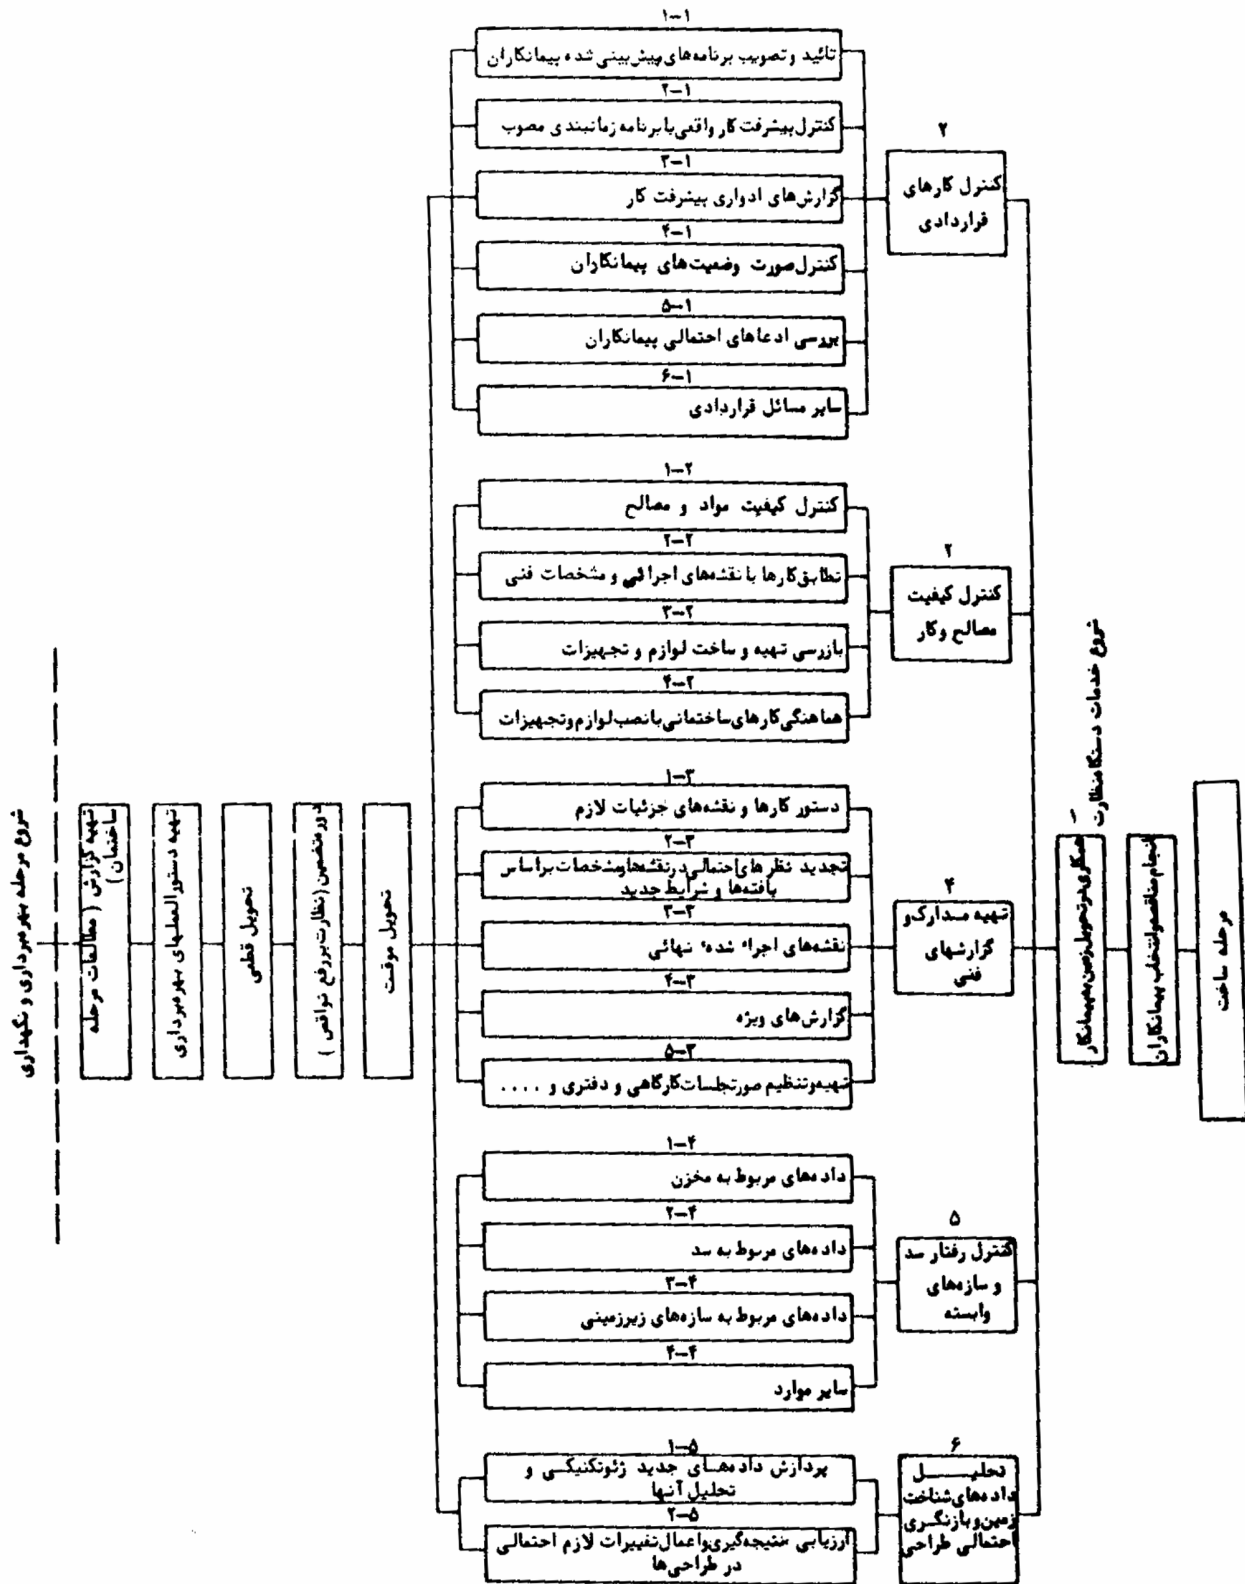 مرحله ساخت
انجام مناقصه و انتخاب پیمانکاران
همکاری در تحویل زمین به پیمانکار
شروع خدمات دستگاه نظارت
۲
کنترل کارهای
قراردادی
۱-۱
تائید و تصویب برنامه‌های پیش‌بینی شده پیمانکاران
۲-۱
کنترل پیشرفت کار واقعی با برنامه زمانبندی مصوب
۳-۱
گزارش‌های ادواری پیشرفت کار
۴-۱
کنترل صورت وضعیت‌های پیمانکاران
۵-۱
بررسی ادعاهای احتمالی پیمانکاران
۶-۱
سایر مسائل قراردادی
۳
کنترل کیفیت
مصالح و کار
۱-۲
کنترل کیفیت مواد و مصالح
۲-۲
تطابق کارها با نقشه‌های اجرائی و مشخصات فنی
۳-۲
بازرسی تهیه و ساخت لوازم و تجهیزات
۴-۲
هماهنگی کارهای ساختمانی با نصب لوازم و تجهیزات
۴
تهیه مدارک و
گزارشهای
فنی
۱-۳
دستور کارها و نقشه‌های جزئیات لازم
۲-۳
تجدید نظرهای احتمالی در نقشه‌ها و مشخصات بر اساس
یافته‌ها و شرایط جدید
۳-۳
نقشه‌های اجراء شده نهائی
۴-۳
گزارش‌های ویژه
۵-۳
تهیه و تنظیم صورتجلسات کارگاهی و دفتری و ....
۵
کنترل رفتار سد
و سازه‌های
وابسته
۱-۴
داده‌های مربوط به مخزن
۲-۴
داده‌های مربوط به سد
۳-۴
داده‌های مربوط به سازه‌های زیرزمینی
۴-۴
سایر موارد
۶
تحلیل
داده‌های شناخت
زمین و بازنگری
احتمالی طراحی
۱-۵
پردازش داده‌های جدید ژئوتکنیکی و
تحلیل آنها
۲-۵
ارزیابی، نتیجه‌گیری و اعمال تغییرات لازم احتمالی
در طراحی‌ها
تحویل موقت
دوره تضمین (نظارت بر رفع نواقص)
تحویل قطعی
تهیه دستورالعملهای بهره‌برداری
تهیه گزارش (مطالعات مرحله
ساختمان)
شروع مرحله بهره‌برداری و نگهداری